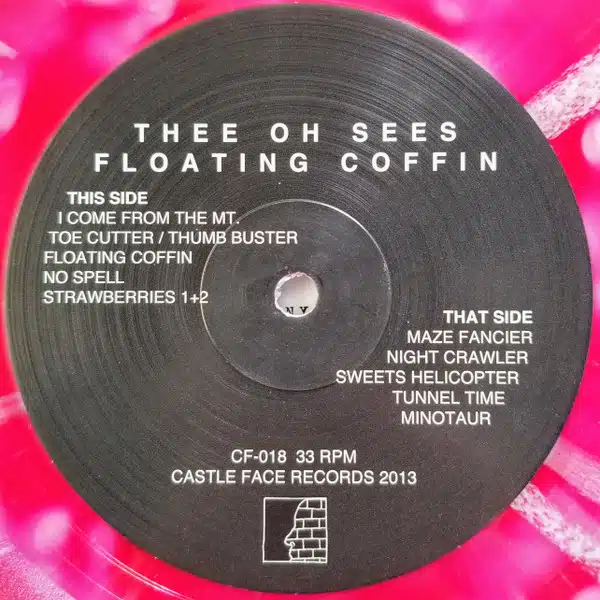 THEE OH SEES
FLOATING COFFIN
THIS SIDE
I COME FROM THE MT.
TOE CUTTER / THUMB BUSTER
FLOATING COFFIN
NO SPELL
STRAWBERRIES 1+2
NY
THAT SIDE
MAZE FANCIER
NIGHT CRAWLER
SWEETS HELICOPTER
TUNNEL TIME
MINOTAUR
CF-018 33 RPM
CASTLE FACE RECORDS 2013